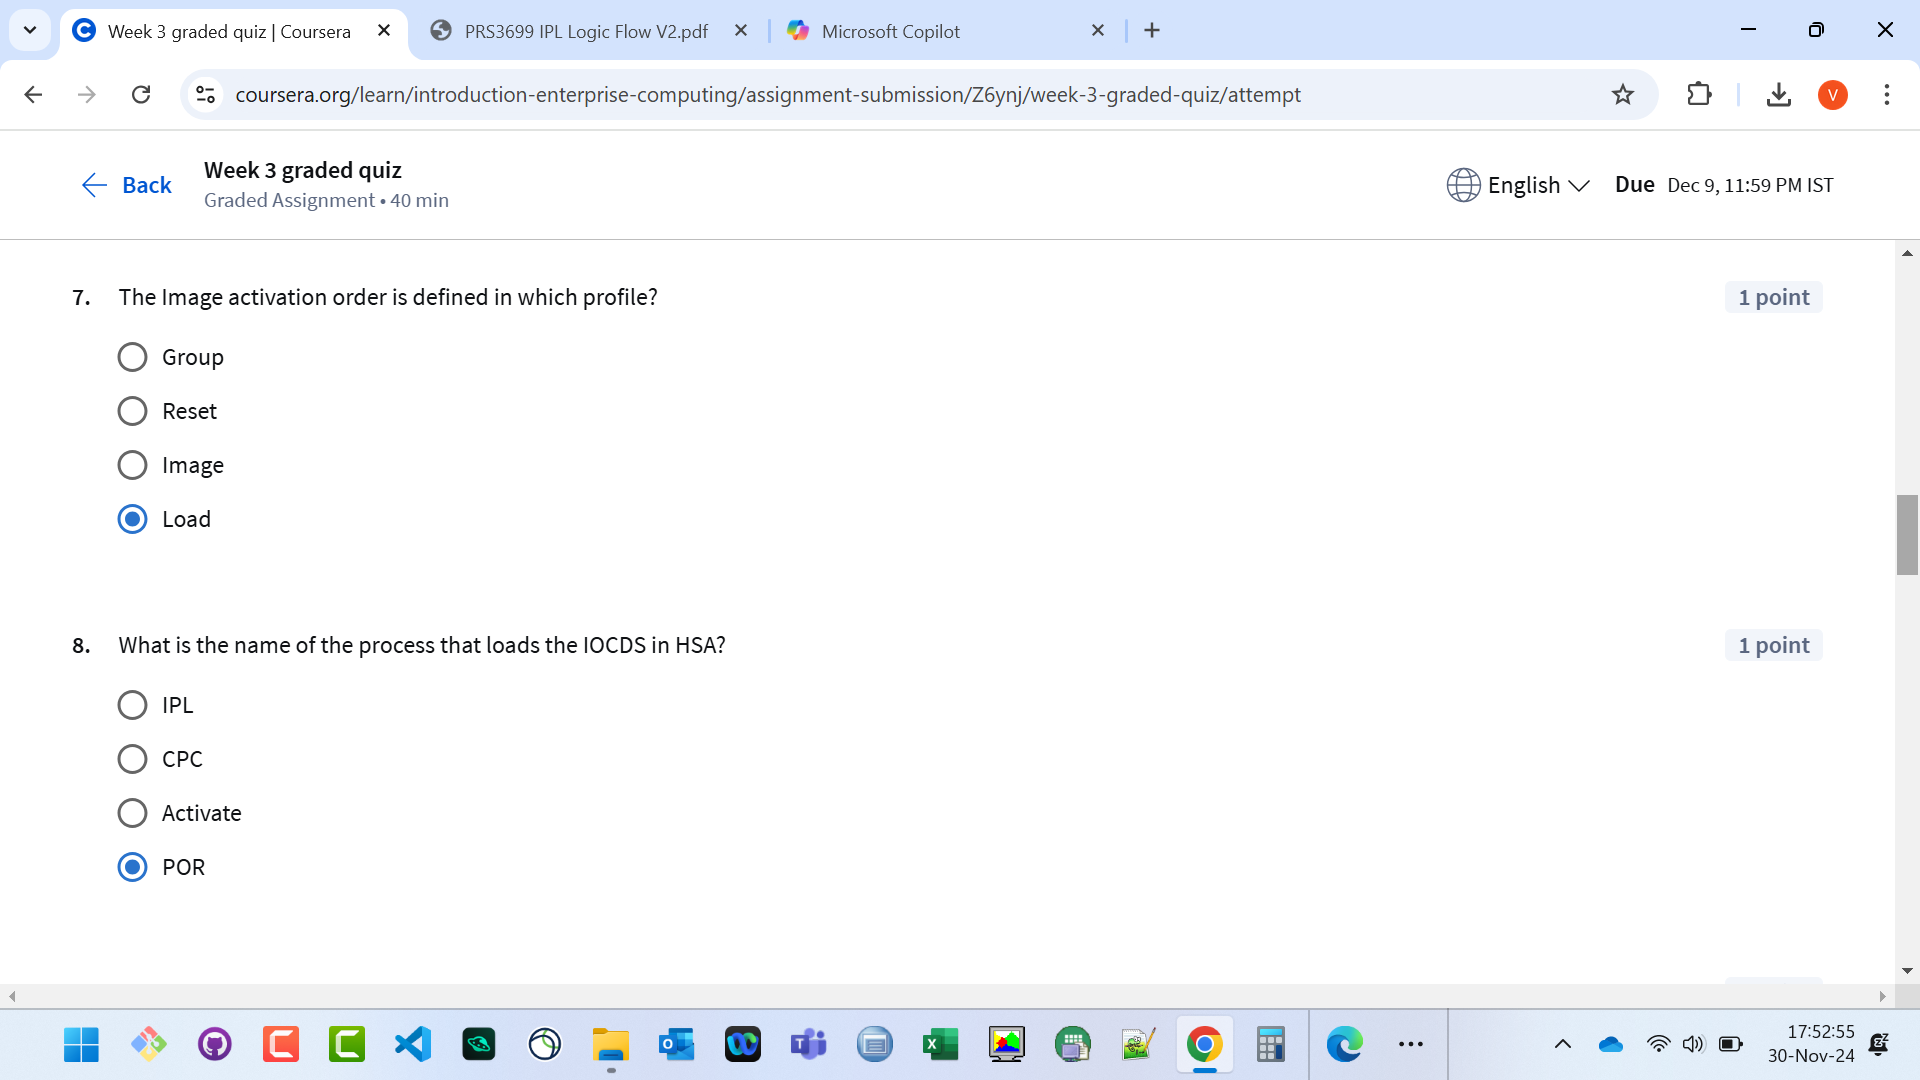 Week 3 graded quiz | Coursera
PRS3699 IPL Logic Flow V2.pdf
Microsoft Copilot
coursera.org/learn/introduction-enterprise-computing/assignment-submission/Z6ynj/week-3-graded-quiz/attempt
V
Back
Week 3 graded quiz
Graded Assignment • 40 min
English
Due Dec 9, 11:59 PM IST
7. The Image activation order is defined in which profile?
1 point
Group
Reset
Image
Load
8. What is the name of the process that loads the IOCDS in HSA?
1 point
IPL
CPC
Activate
POR
17:52:55
30-Nov-24